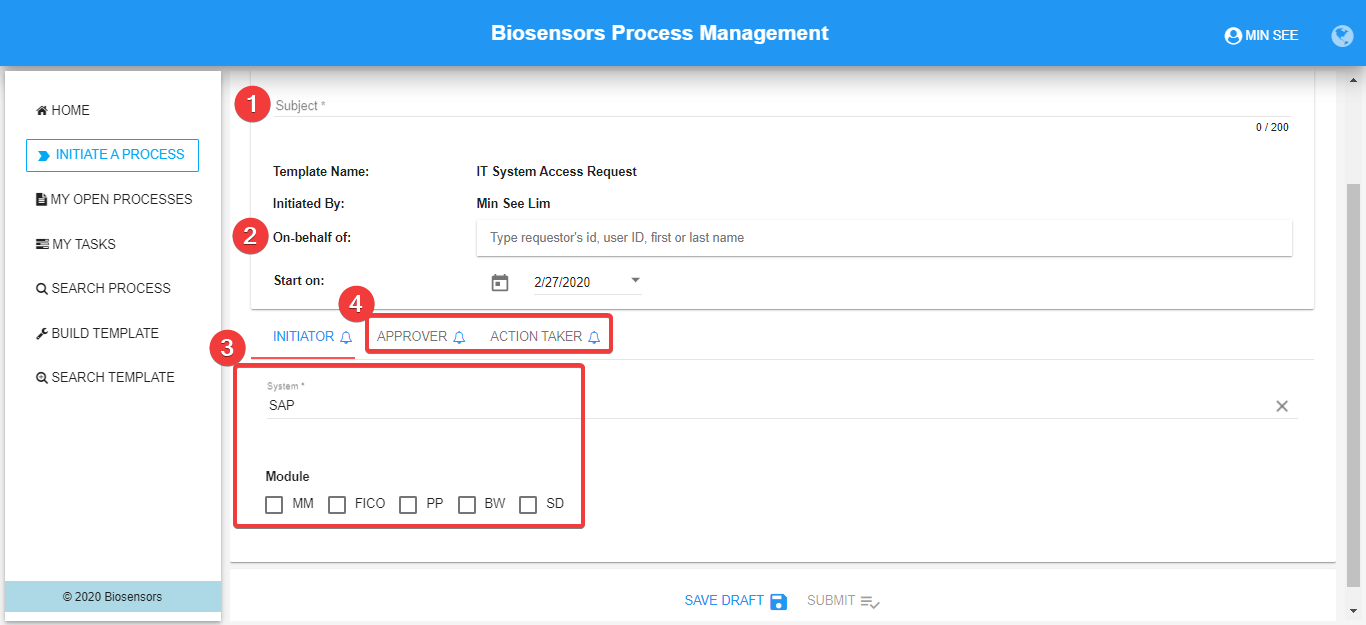 Biosensors Process Management
MIN SEE
HOME
INITIATE A PROCESS
MY OPEN PROCESSES
MY TASKS
SEARCH PROCESS
BUILD TEMPLATE
SEARCH TEMPLATE
© 2020 Biosensors
1 Subject *
0 / 200
Template Name: IT System Access Request
Initiated By: Min See Lim
2 On-behalf of: Type requestor's id, user ID, first or last name
Start on: 2/27/2020
4
INITIATOR APPROVER ACTION TAKER
3
System *
SAP
Module
MM FICO PP BW SD
SAVE DRAFT SUBMIT